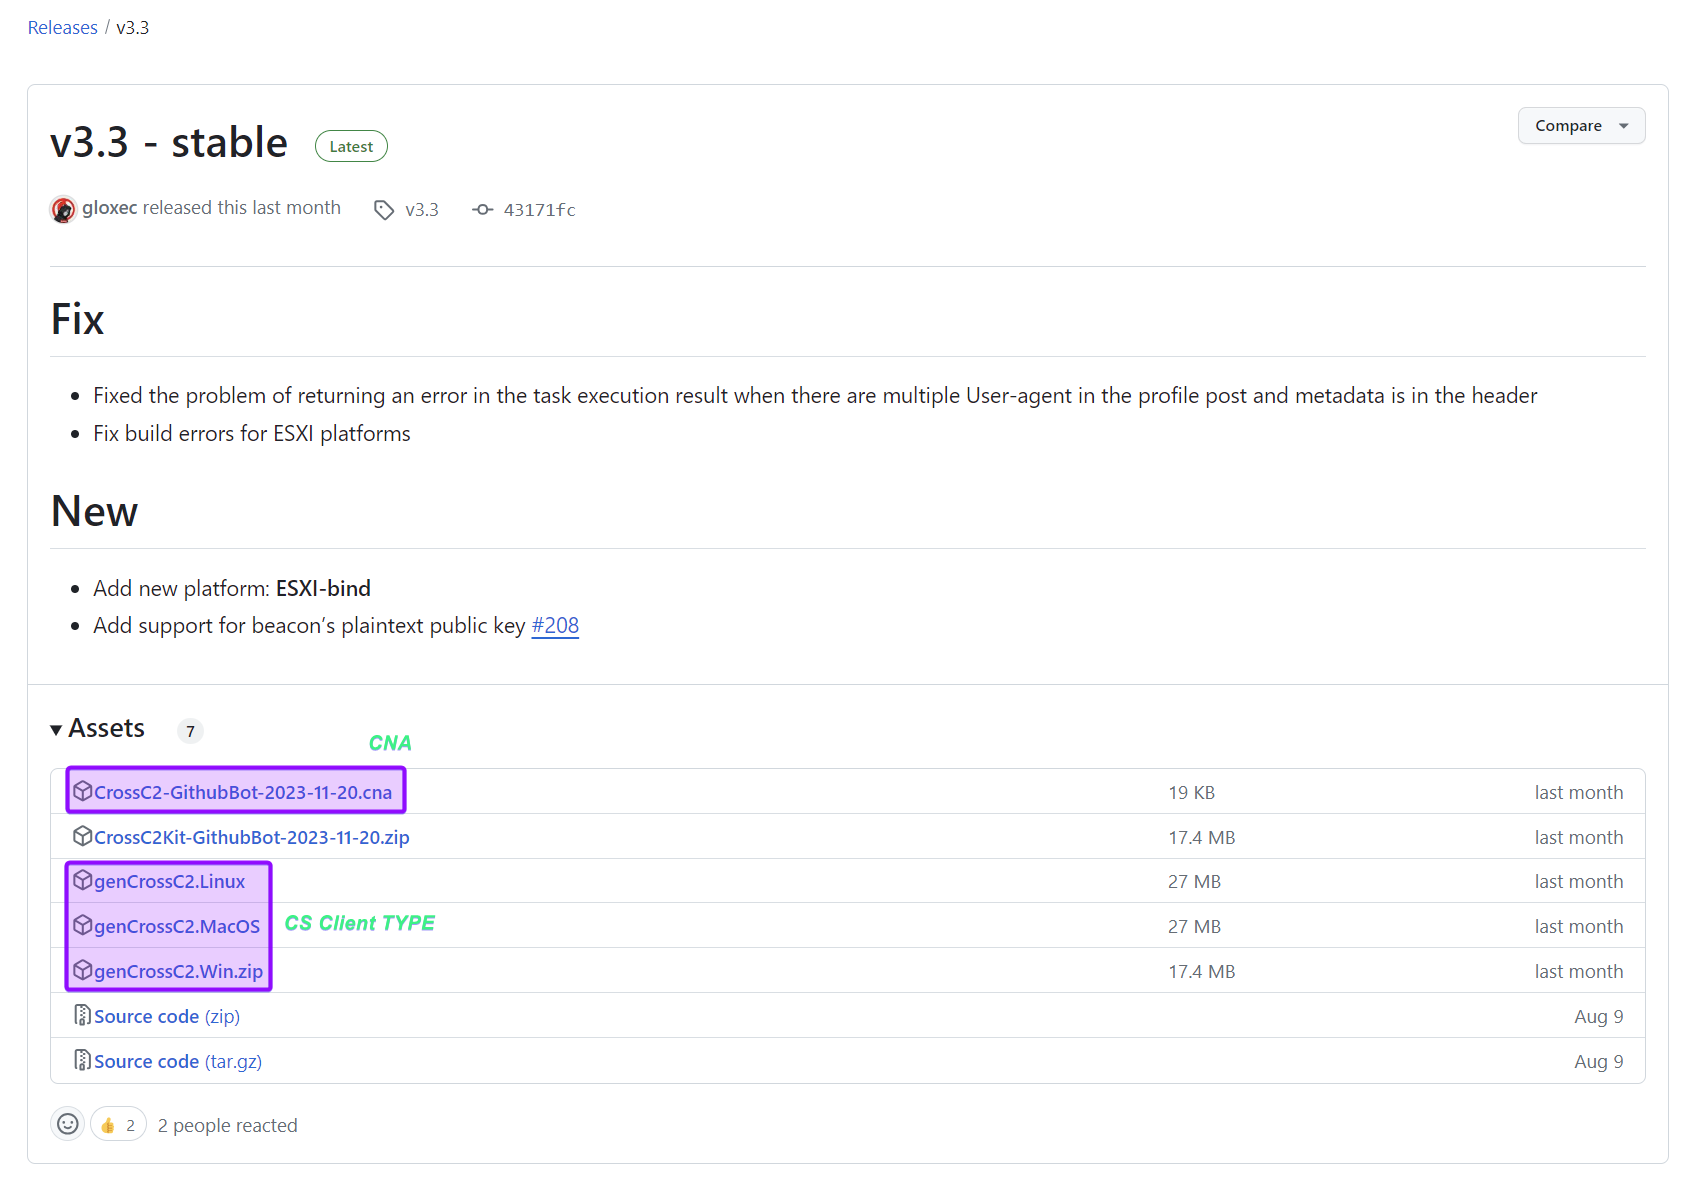 Releases / v3.3
v3.3 - stable Latest
Compare
gloxec released this last month v3.3 43171fc
Fix
Fixed the problem of returning an error in the task execution result when there are multiple User-agent in the profile post and metadata is in the header
Fix build errors for ESXI platforms
New
Add new platform: ESXI-bind
Add support for beacon’s plaintext public key #208
Assets 7
CNA
CrossC2-GithubBot-2023-11-20.cna 19 KB last month
CrossC2Kit-GithubBot-2023-11-20.zip 17.4 MB last month
genCrossC2.Linux 27 MB last month
genCrossC2.MacOS CS Client TYPE 27 MB last month
genCrossC2.Win.zip 17.4 MB last month
Source code (zip) Aug 9
Source code (tar.gz) Aug 9
2 2 people reacted